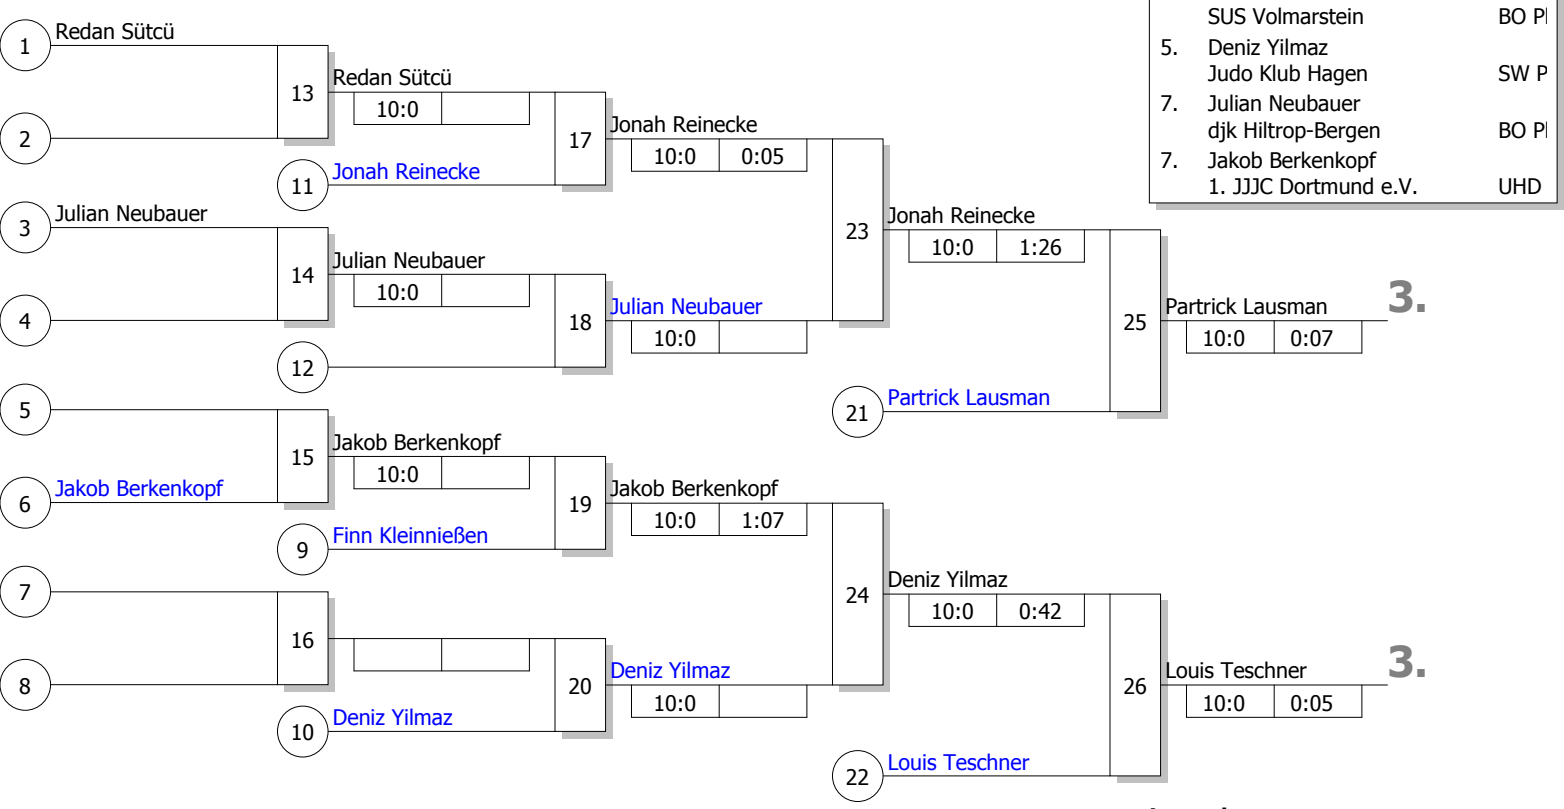 SUS Volmarstein
5. Deniz Yilmaz
Judo Klub Hagen SW
7. Julian Neubauer
djk Hiltrop-Bergen BO
7. Jakob Berkenkopf
1. JJJC Dortmund e.V. UHD
1 Redan Sütcü
2
13 Redan Sütcü
10:0
11 Jonah Reinecke
17 Jonah Reinecke
10:0 0:05
3 Julian Neubauer
4
14 Julian Neubauer
10:0
12
18 Julian Neubauer
10:0
23 Jonah Reinecke
10:0 1:26
21 Partrick Lausman
25 Partrick Lausman 3.
10:0 0:07
5
6 Jakob Berkenkopf
15 Jakob Berkenkopf
10:0
9 Finn Kleinnießen
19 Jakob Berkenkopf
10:0 1:07
7
8
16
10 Deniz Yilmaz
20 Deniz Yilmaz
10:0
24 Deniz Yilmaz
10:0 0:42
22 Louis Teschner
26 Louis Teschner 3.
10:0 0:05